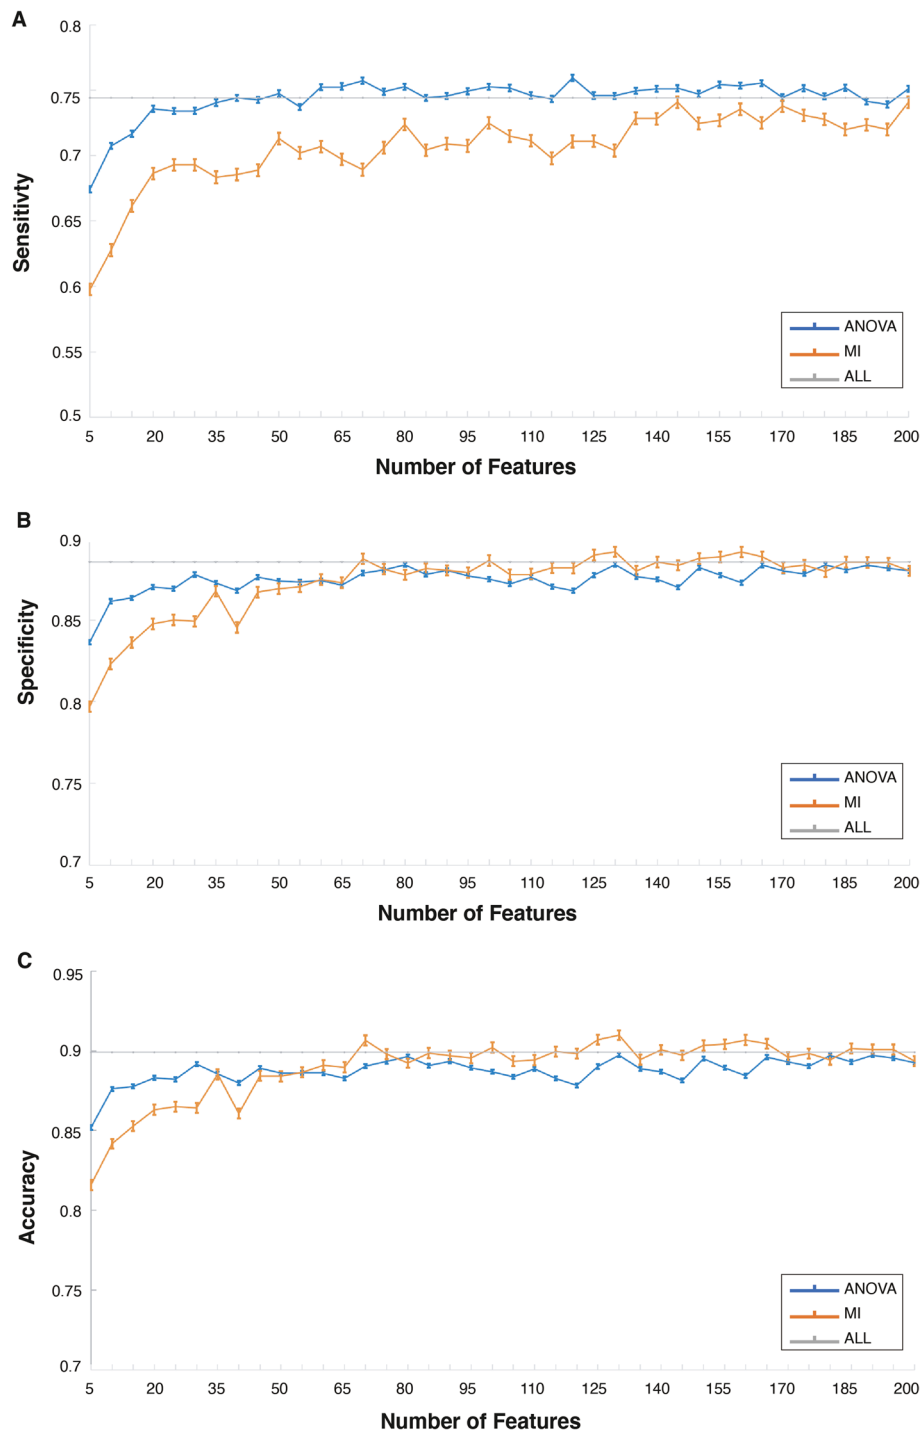 A
0.8
0.75
0.7
0.65
0.6
0.55
0.5
Sensitivty
5 20 35 50 65 80 95 110 125 140 155 170 185 200
Number of Features
ANOVA
MI
ALL
B
0.9
0.85
0.8
0.75
0.7
Specificity
5 20 35 50 65 80 95 110 125 140 155 170 185 200
Number of Features
ANOVA
MI
ALL
C
0.95
0.9
0.85
0.8
0.75
0.7
Accuracy
5 20 35 50 65 80 95 110 125 140 155 170 185 200
Number of Features
ANOVA
MI
ALL